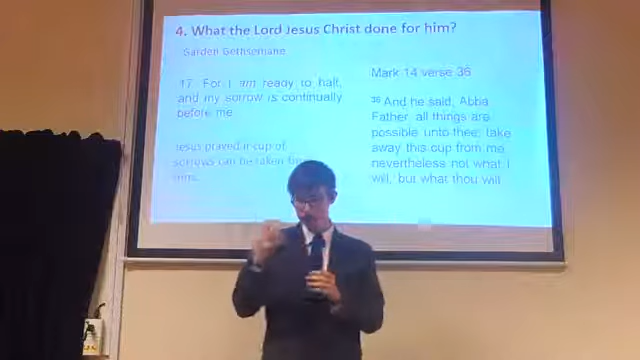 4. What the Lord Jesus Christ done for him?
Garden Gethsemane
17 For I am ready to halt,
and my sorrow is continually
before me
Jesus prayed if cup of
sorrows can be taken
him.
Mark 14 verse 36
36 And he said, Abba
Father, all things are
possible unto thee, take
away this cup from me
nevertheless not what I
will, but what thou wilt